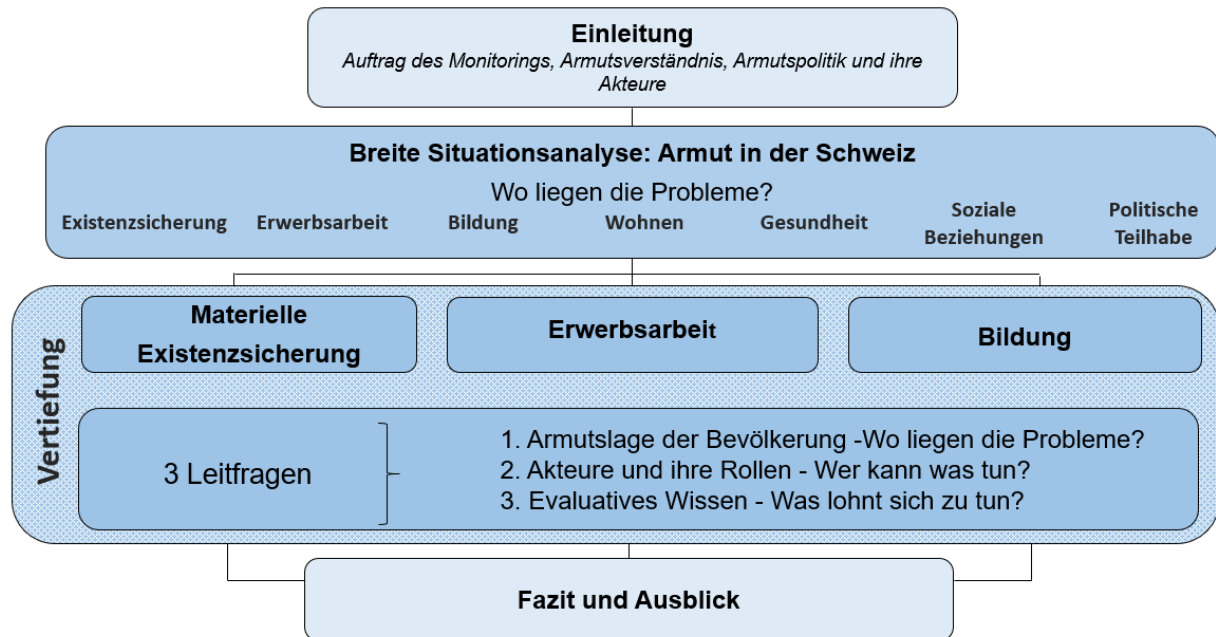 Einleitung
Auftrag des Monitorings, Armutsverständnis, Armutspolitik und ihre
Akteure
Breite Situationsanalyse: Armut in der Schweiz
Wo liegen die Probleme?
Existenzsicherung Erwerbsarbeit Bildung Wohnen Gesundheit Soziale Beziehungen Politische Teilhabe
Vertiefung
Materielle
Existenzsicherung
Erwerbsarbeit
Bildung
3 Leitfragen
1. Armutslage der Bevölkerung -Wo liegen die Probleme?
2. Akteure und ihre Rollen - Wer kann was tun?
3. Evaluatives Wissen - Was lohnt sich zu tun?
Fazit und Ausblick